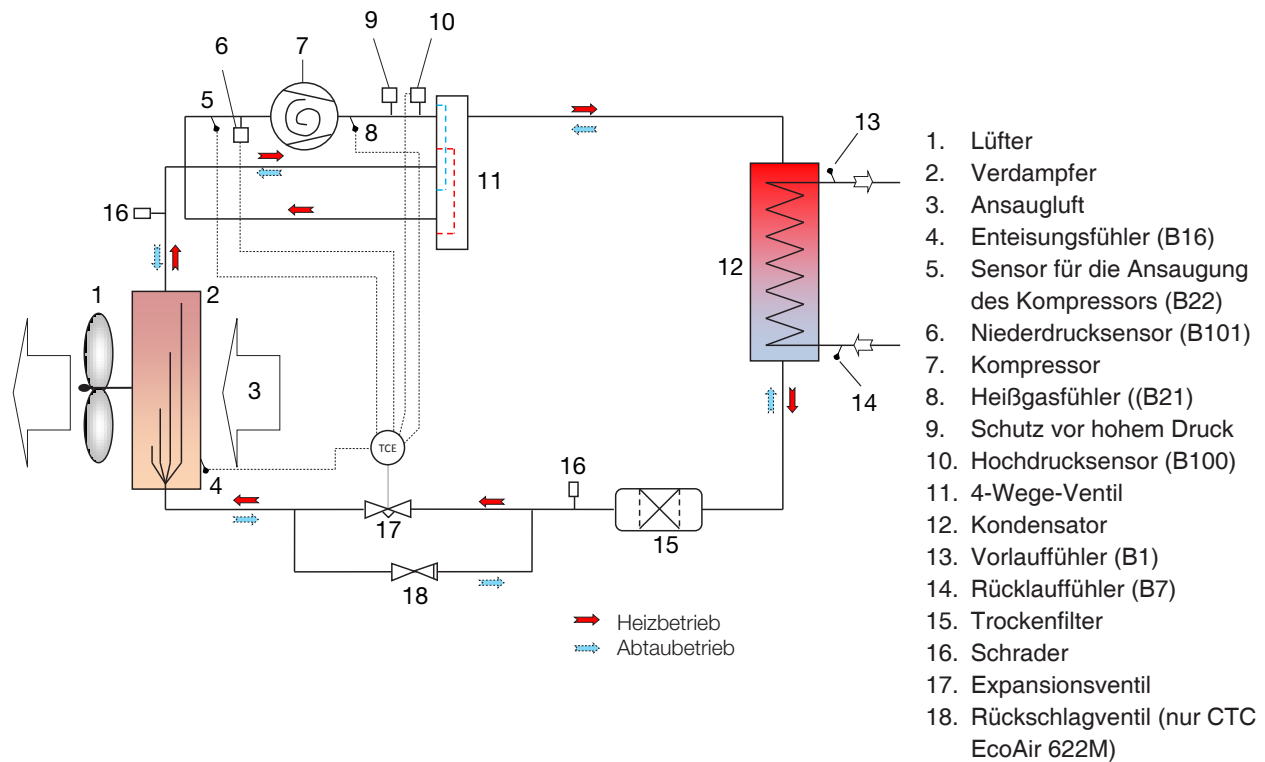 9
10
6
7
5
8
11
13
16
12
1
2
3
4
14
TCE
16
17
15
18
Heizbetrieb
Abtaubetrieb
1. Lüfter
2. Verdampfer
3. Ansaugluft
4. Enteisungsfühler (B16)
5. Sensor für die Ansaugung
des Kompressors (B22)
6. Niederdrucksensor (B101)
7. Kompressor
8. Heißgasfühler ((B21)
9. Schutz vor hohem Druck
10. Hochdrucksensor (B100)
11. 4-Wege-Ventil
12. Kondensator
13. Vorlauffühler (B1)
14. Rücklauffühler (B7)
15. Trockenfilter
16. Schrader
17. Expansionsventil
18. Rückschlagventil (nur CTC
EcoAir 622M)